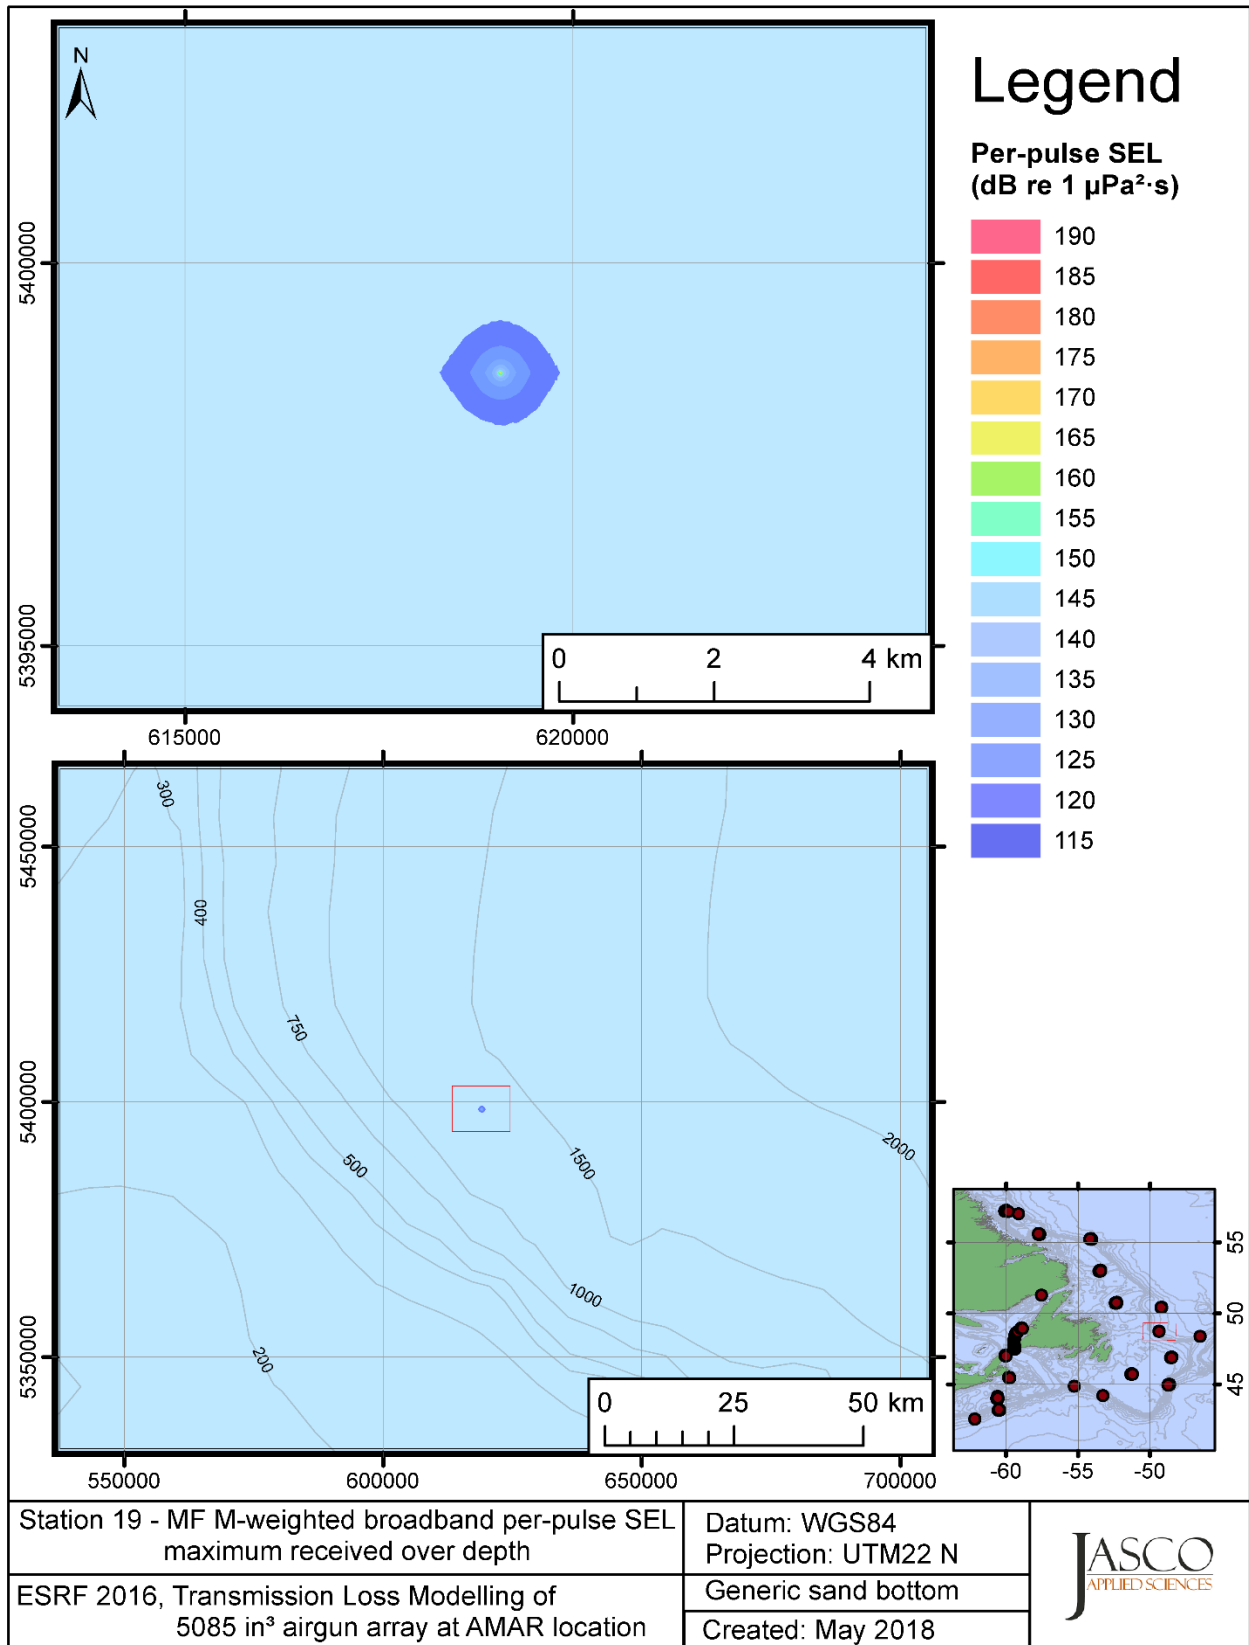 N
5400000
5395000
0 2 4 km
615000 620000
Legend
Per-pulse SEL
(dB re 1 µPa²·s)
190
185
180
175
170
165
160
155
150
145
140
135
130
125
120
115
5450000
5400000
5350000
300
400
750
500
1500
1000
2000
200
0 25 50 km
550000 600000 650000 700000
55
50
45
-60 -55 -50
Station 19 - MF M-weighted broadband per-pulse SEL
maximum received over depth
ESRF 2016, Transmission Loss Modelling of
5085 in³ airgun array at AMAR location
Datum: WGS84
Projection: UTM22 N
Generic sand bottom
Created: May 2018
JASCO
APPLIED SCIENCES